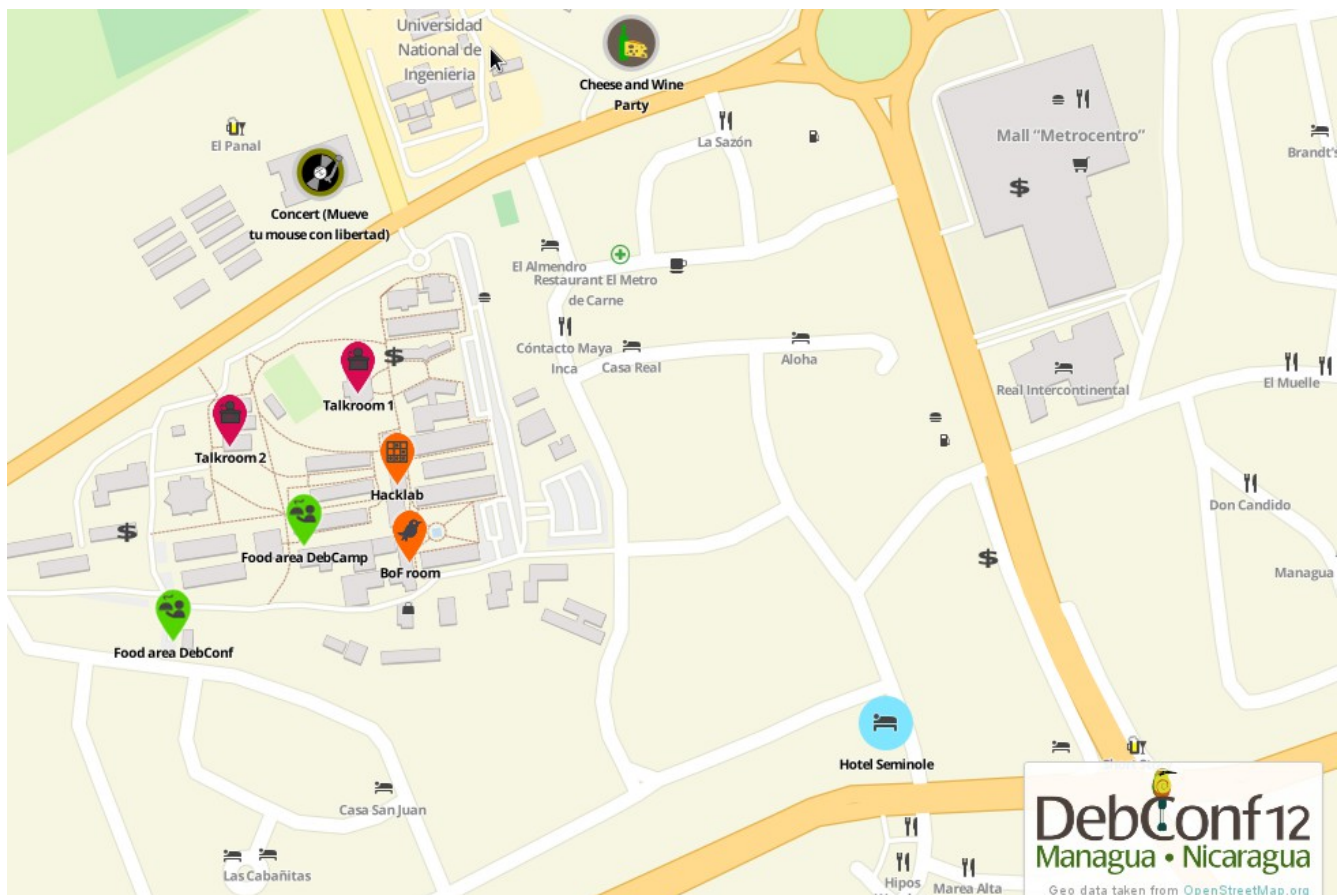 Universidad
National de
Ingenieria
Cheese and Wine
Party
La Sazón
Mall "Metrocentro"
Brandt's
El Panal
Concert (Mueve
tu mouse con libertad)
El Almendro
Restaurant El Metro
de Carne
Cóntacto Maya
Inca
Casa Real
Aloha
Real Intercontinental
El Muelle
Talkroom 1
Talkroom 2
Hacklab
Don Candido
Food area DebCamp
BoF room
Managua
Food area DebConf
Hotel Seminole
Casa San Juan
Las Cabañitas
Hipos
Marea Alta
DebConf12
Managua • Nicaragua
Geo data taken from OpenStreetMap.org